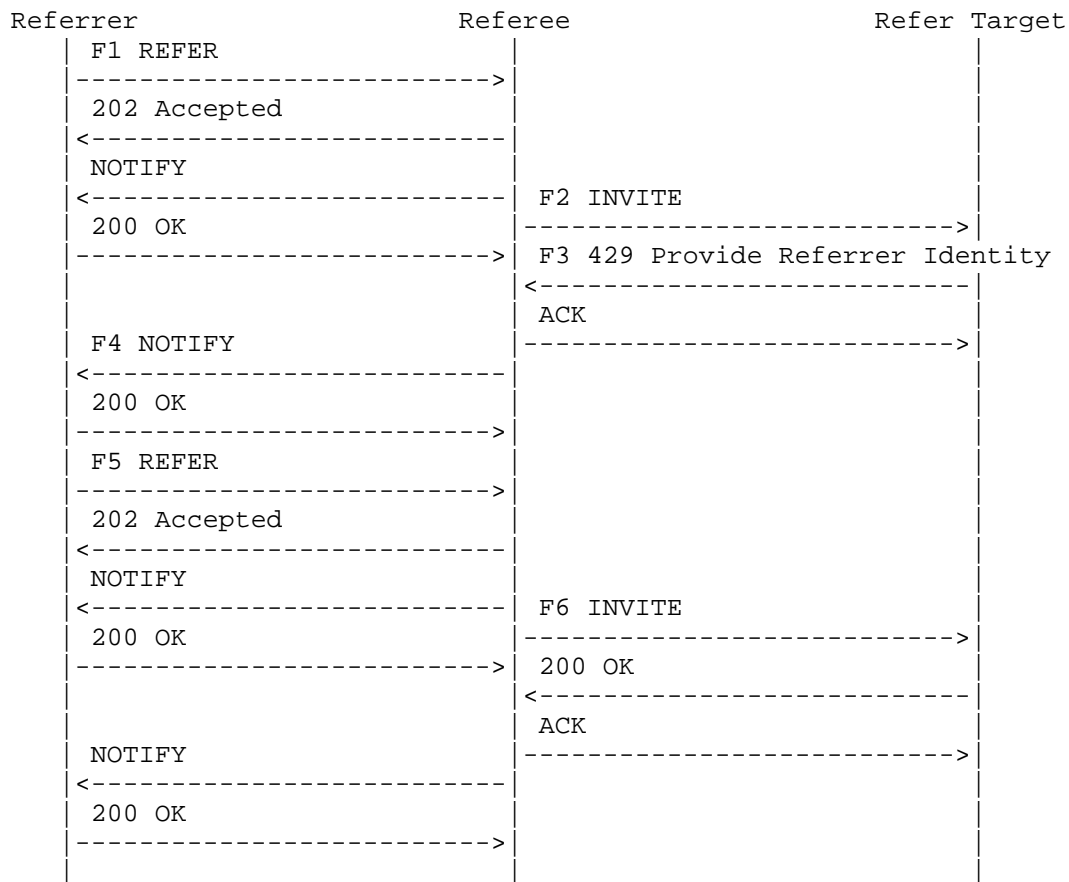 Referrer Referee Refer Target
F1 REFER
202 Accepted
NOTIFY
F2 INVITE
200 OK
F3 429 Provide Referrer Identity
ACK
F4 NOTIFY
200 OK
F5 REFER
202 Accepted
NOTIFY
F6 INVITE
200 OK
200 OK
ACK
NOTIFY
200 OK